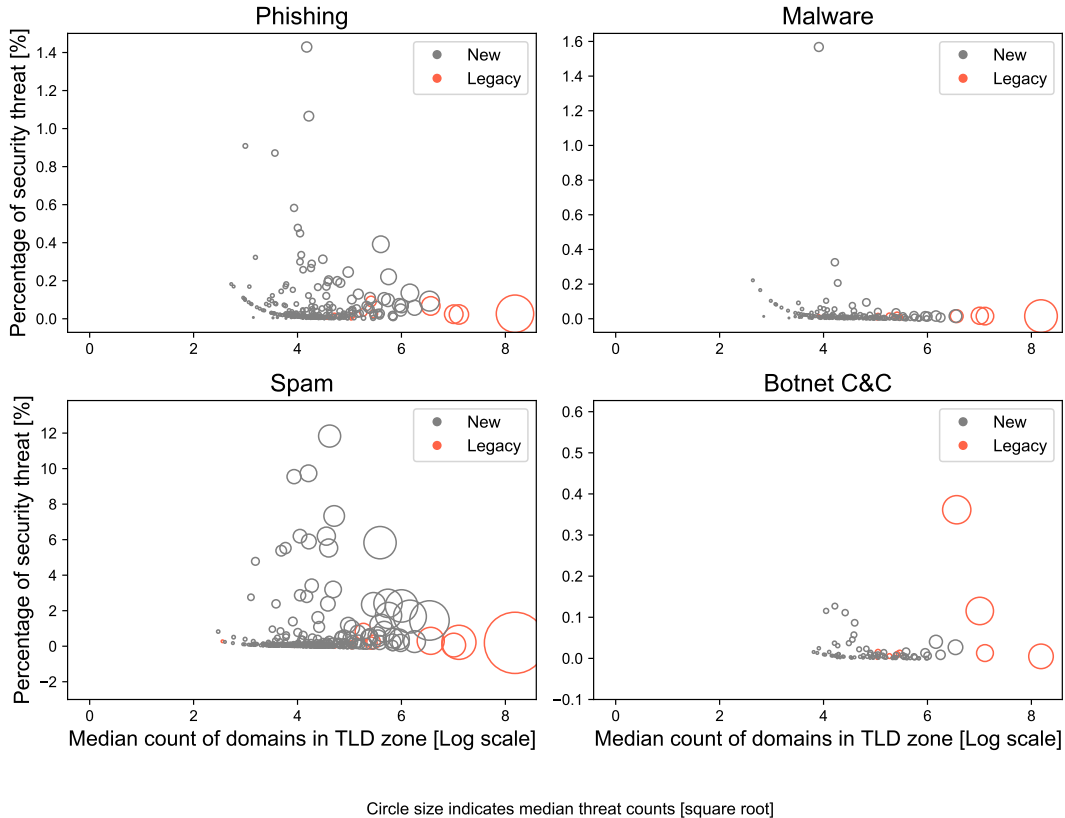 Phishing
Percentage of security threat [%]
1.4
1.2
1.0
0.8
0.6
0.4
0.2
0.0
0 2 4 6 8
New
Legacy
Malware
1.6
1.4
1.2
1.0
0.8
0.6
0.4
0.2
0.0
0 2 4 6 8
New
Legacy
Spam
Percentage of security threat [%]
12
10
8
6
4
2
0
−2
0 2 4 6 8
Median count of domains in TLD zone [Log scale]
New
Legacy
Botnet C&C
0.6
0.5
0.4
0.3
0.2
0.1
0.0
−0.1
0 2 4 6 8
Median count of domains in TLD zone [Log scale]
New
Legacy
Circle size indicates median threat counts [square root]